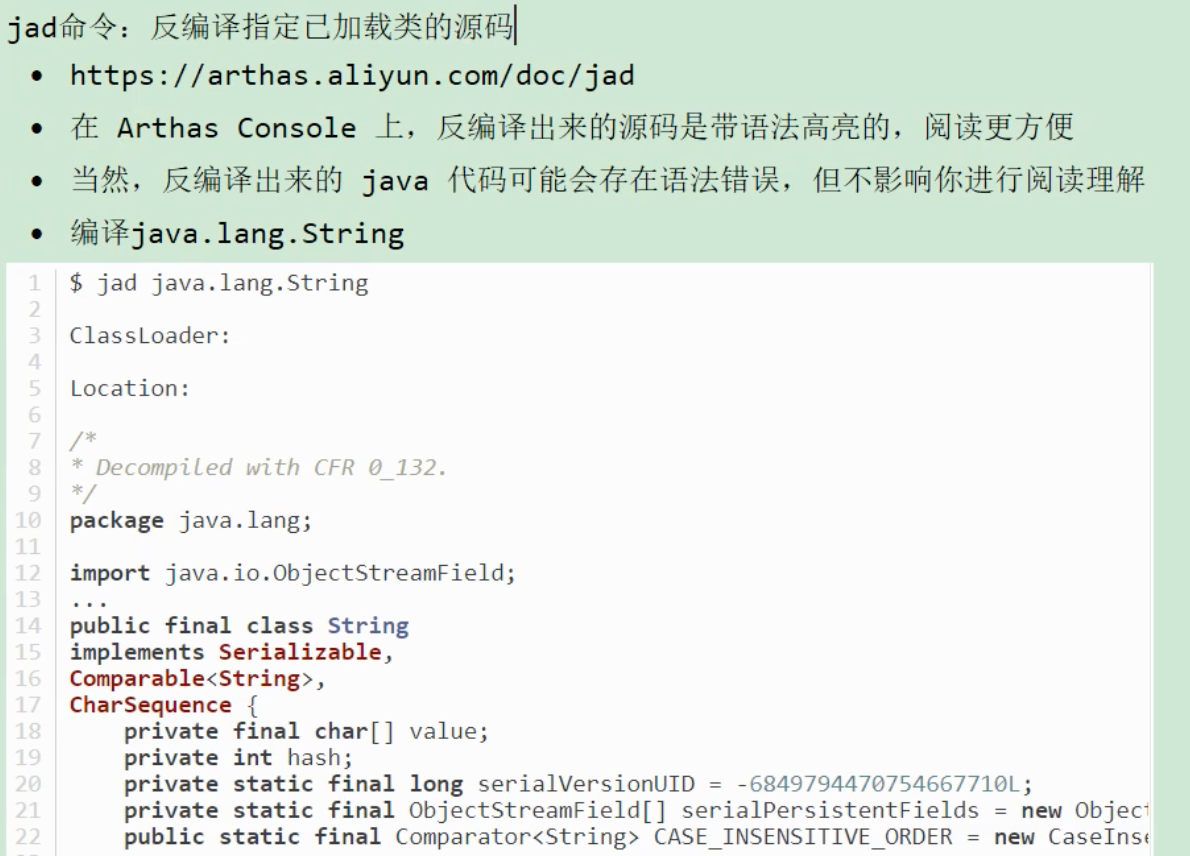 jad命令：反编译指定已加载类的源码
• https://arthas.aliyun.com/doc/jad
• 在 Arthas Console 上，反编译出来的源码是带语法高亮的，阅读更方便
• 当然，反编译出来的 java 代码可能会存在语法错误，但不影响你进行阅读理解
• 编译java.lang.String
1 $ jad java.lang.String
2
3 ClassLoader:
4
5 Location:
6
7 /*
8 * Decompiled with CFR 0_132.
9 */
10 package java.lang;
11
12 import java.io.ObjectStreamField;
13 ...
14 public final class String
15 implements Serializable,
16 Comparable<String>,
17 CharSequence {
18     private final char[] value;
19     private int hash;
20     private static final long serialVersionUID = -6849794470754667710L;
21     private static final ObjectStreamField[] serialPersistentFields = new Object
22     public static final Comparator<String> CASE_INSENSITIVE_ORDER = new CaseInse